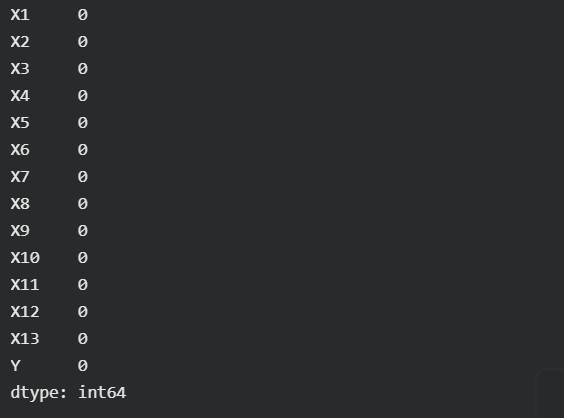 X1     0
X2     0
X3     0
X4     0
X5     0
X6     0
X7     0
X8     0
X9     0
X10    0
X11    0
X12    0
X13    0
Y      0
dtype: int64